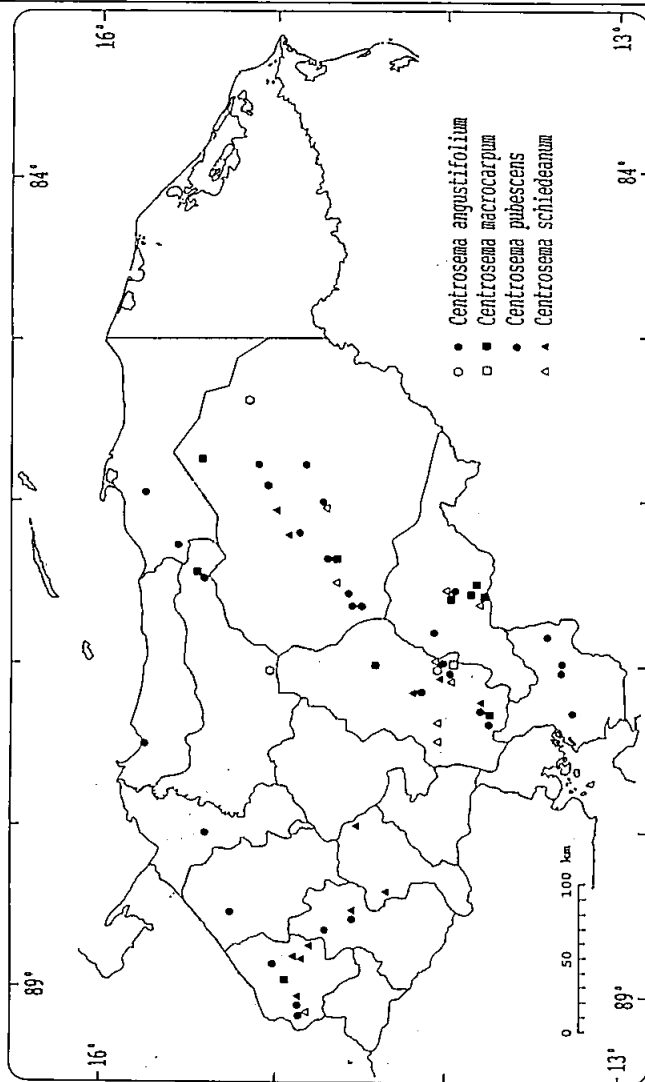 16°
13°
84°
84°
Centrosema angustifolium
Centrosema macrocarpum
Centrosema pubescens
Centrosema schiedeanum
0 50 100 km
89°
89°
16°
13°